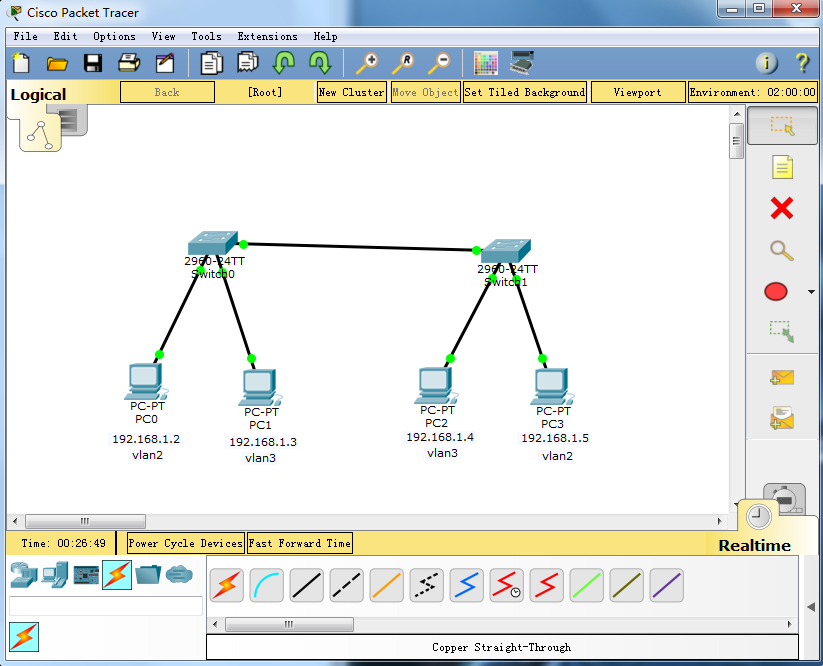 Cisco Packet Tracer
File Edit Options View Tools Extensions Help
Logical
Back
[Root]
New Cluster
Move Object
Set Tiled Background
Viewport
Environment: 02:00:00
2960-24TT
Switch0
2960-24TT
Switch1
PC-PT
PC0
192.168.1.2
vlan2
PC-PT
PC1
192.168.1.3
vlan3
PC-PT
PC2
192.168.1.4
vlan3
PC-PT
PC3
192.168.1.5
vlan2
Time: 00:26:49
Power Cycle Devices
Fast Forward Time
Realtime
Copper Straight-Through